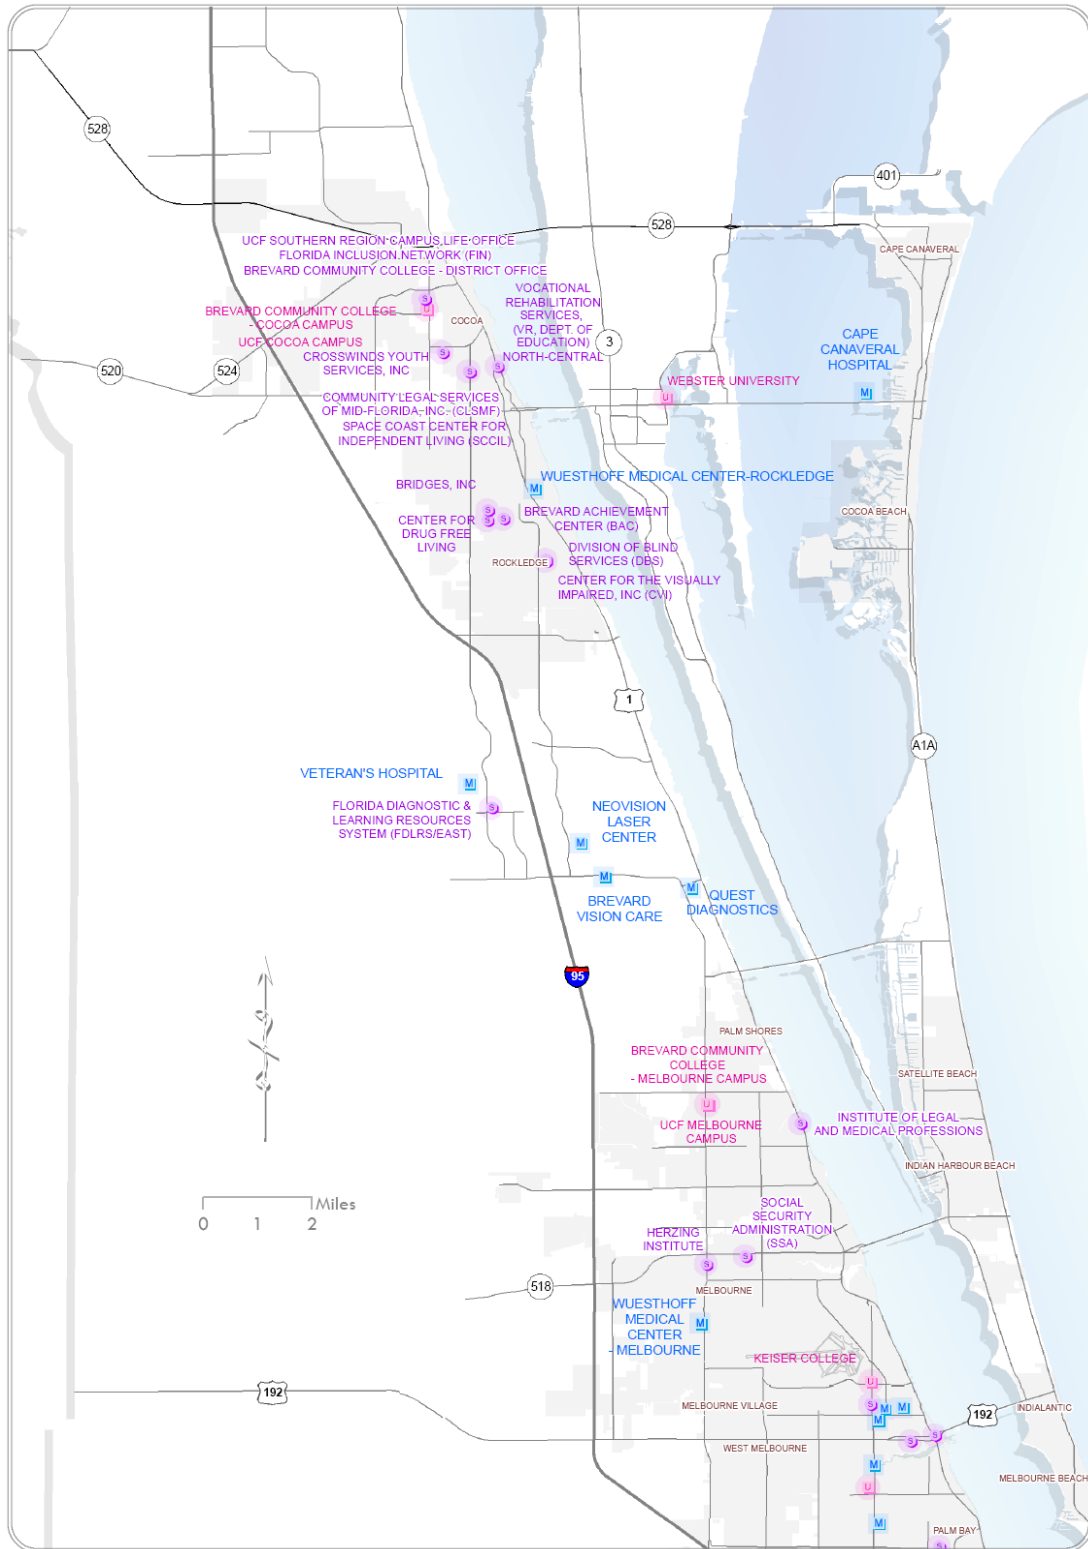 528
401
528
CAPE CANAVERAL
UCF SOUTHERN REGION CAMPUS LIFE OFFICE
FLORIDA INCLUSION NETWORK (FIN)
BREVARD COMMUNITY COLLEGE - DISTRICT OFFICE
VOCATIONAL
REHABILITATION
SERVICES,
(VR, DEPT. OF
EDUCATION)
NORTH-CENTRAL
S
U
BREVARD COMMUNITY COLLEGE
- COCOA CAMPUS
UCF COCOA CAMPUS
COCOA
3
CAPE
CANAVERAL
HOSPITAL
M
CROSSWINDS YOUTH
SERVICES, INC
S
S
S
520
524
WEBSTER UNIVERSITY
U
COMMUNITY LEGAL SERVICES
OF MID-FLORIDA, INC. (CLSMF)
SPACE COAST CENTER FOR
INDEPENDENT LIVING (SCCIL)
WUESTHOFF MEDICAL CENTER-ROCKLEDGE
M
BRIDGES, INC
S
S
S
BREVARD ACHIEVEMENT
CENTER (BAC)
COCOA BEACH
CENTER FOR
DRUG FREE
LIVING
DIVISION OF BLIND
SERVICES (DBS)
ROCKLEDGE
CENTER FOR THE VISUALLY
IMPAIRED, INC (CVI)
1
A1A
VETERAN'S HOSPITAL
M
FLORIDA DIAGNOSTIC &
LEARNING RESOURCES
SYSTEM (FDLRS/EAST)
S
NEOVISION
LASER
CENTER
M
M
BREVARD
VISION CARE
M
QUEST
DIAGNOSTICS
95
PALM SHORES
BREVARD COMMUNITY
COLLEGE
- MELBOURNE CAMPUS
SATELLITE BEACH
U
UCF MELBOURNE
CAMPUS
S
INSTITUTE OF LEGAL
AND MEDICAL PROFESSIONS
INDIAN HARBOUR BEACH
Miles
0 1 2
SOCIAL
SECURITY
ADMINISTRATION
(SSA)
HERZING
INSTITUTE
S
S
518
MELBOURNE
WUESTHOFF
MEDICAL
CENTER
MELBOURNE
M
KEISER COLLEGE
U
192
MELBOURNE VILLAGE
S
M
M
M
192
INDIALANTIC
WEST MELBOURNE
S
S
M
U
MELBOURNE BEACH
M
PALM BAY
S